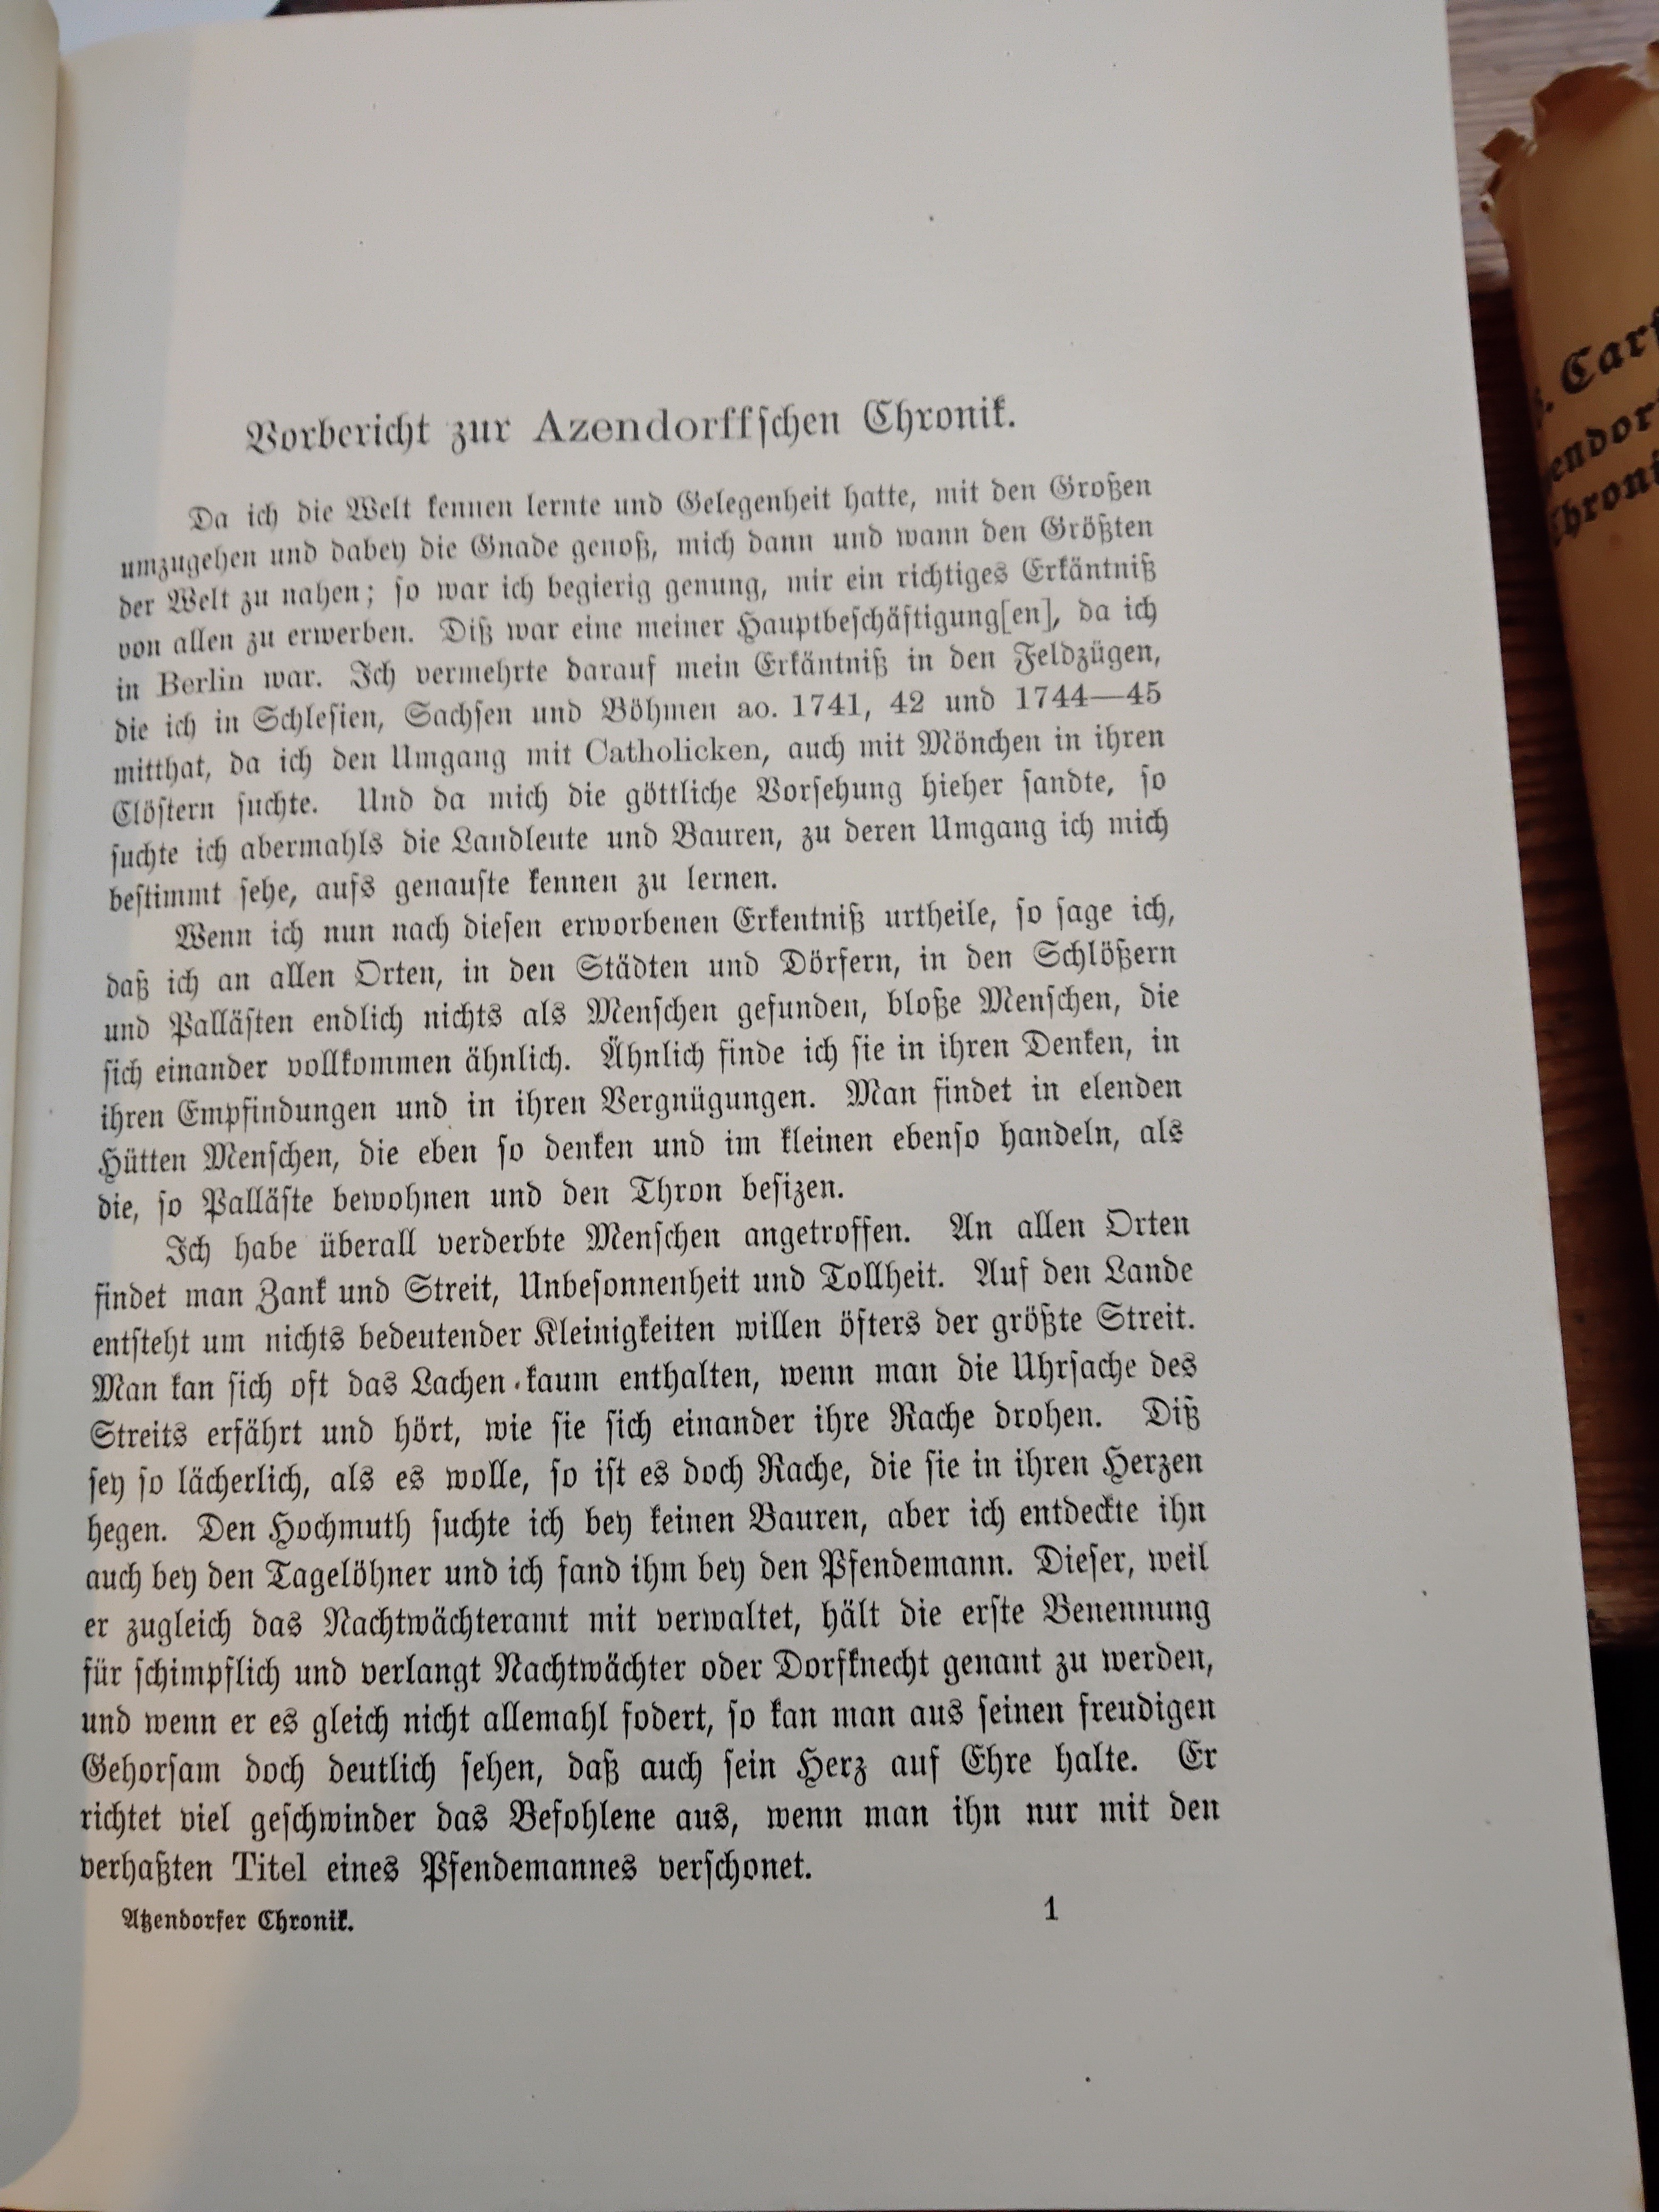 Vorbericht zur Azendorffschen Chronik.
Da ich die Welt kennen lernte und Gelegenheit hatte, mit den Großen
umzugehen und dabey die Gnade genoß, mich dann und wann den Größten
der Welt zu nahen; so war ich begierig genung, mir ein richtiges Erkäntniß
von allen zu erwerben. Diß war eine meiner Hauptbeschäftigung[en], da ich
in Berlin war. Ich vermehrte darauf mein Erkäntniß in den Feldzügen,
die ich in Schlesien, Sachsen und Böhmen ao. 1741, 42 und 1744—45
mitthat, da ich den Umgang mit Catholicken, auch mit Mönchen in ihren
Clöstern suchte. Und da mich die göttliche Vorsehung hieher sandte, so
suchte ich abermahls die Landleute und Bauren, zu deren Umgang ich mich
bestimmt sehe, aufs genauste kennen zu lernen.
Wenn ich nun nach diesen erworbenen Erkentniß urtheile, so sage ich,
daß ich an allen Orten, in den Städten und Dörfern, in den Schlößern
und Pallästen endlich nichts als Menschen gefunden, bloße Menschen, die
sich einander vollkommen ähnlich. Ähnlich finde ich sie in ihren Denken, in
ihren Empfindungen und in ihren Vergnügungen. Man findet in elenden
Hütten Menschen, die eben so denken und im kleinen ebenso handeln, als
die, so Palläste bewohnen und den Thron besizen.
Ich habe überall verderbte Menschen angetroffen. An allen Orten
findet man Zank und Streit, Unbesonnenheit und Tollheit. Auf den Lande
entsteht um nichts bedeutender Kleinigkeiten willen öfters der größte Streit.
Man kan sich oft das Lachen kaum enthalten, wenn man die Uhrsache des
Streits erfährt und hört, wie sie sich einander ihre Rache drohen. Diß
sey so lächerlich, als es wolle, so ist es doch Rache, die sie in ihren Herzen
hegen. Den Hochmuth suchte ich bey keinen Bauren, aber ich entdeckte ihn
auch bey den Tagelöhner und ich fand ihm bey den Pfendemann. Dieser, weil
er zugleich das Nachtwächteramt mit verwaltet, hält die erste Benennung
für schimpflich und verlangt Nachtwächter oder Dorfknecht genant zu werden,
und wenn er es gleich nicht allemahl fodert, so kan man aus seinen freudigen
Gehorsam doch deutlich sehen, daß auch sein Herz auf Ehre halte. Er
richtet viel geschwinder das Befohlene aus, wenn man ihn nur mit den
verhaßten Titel eines Pfendemannes verschonet.
Atzendorfer Chronik. 1